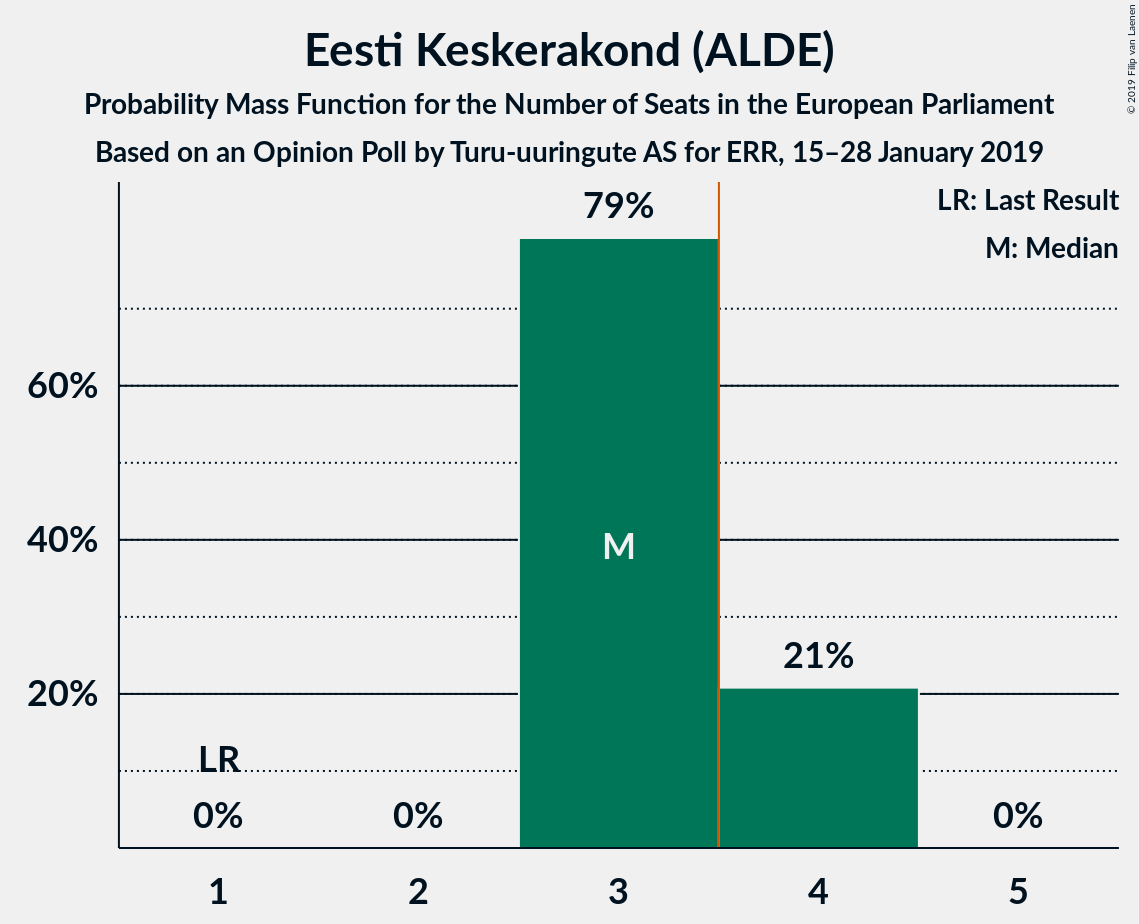 Eesti Keskerakond (ALDE)
Probability Mass Function for the Number of Seats in the European Parliament
Based on an Opinion Poll by Turu-uuringute AS for ERR, 15–28 January 2019
© 2019 Filip van Laenen
LR: Last Result
M: Median
79%
60%
40%
M
21%
20%
LR
0%
0%
0%
1
2
3
4
5